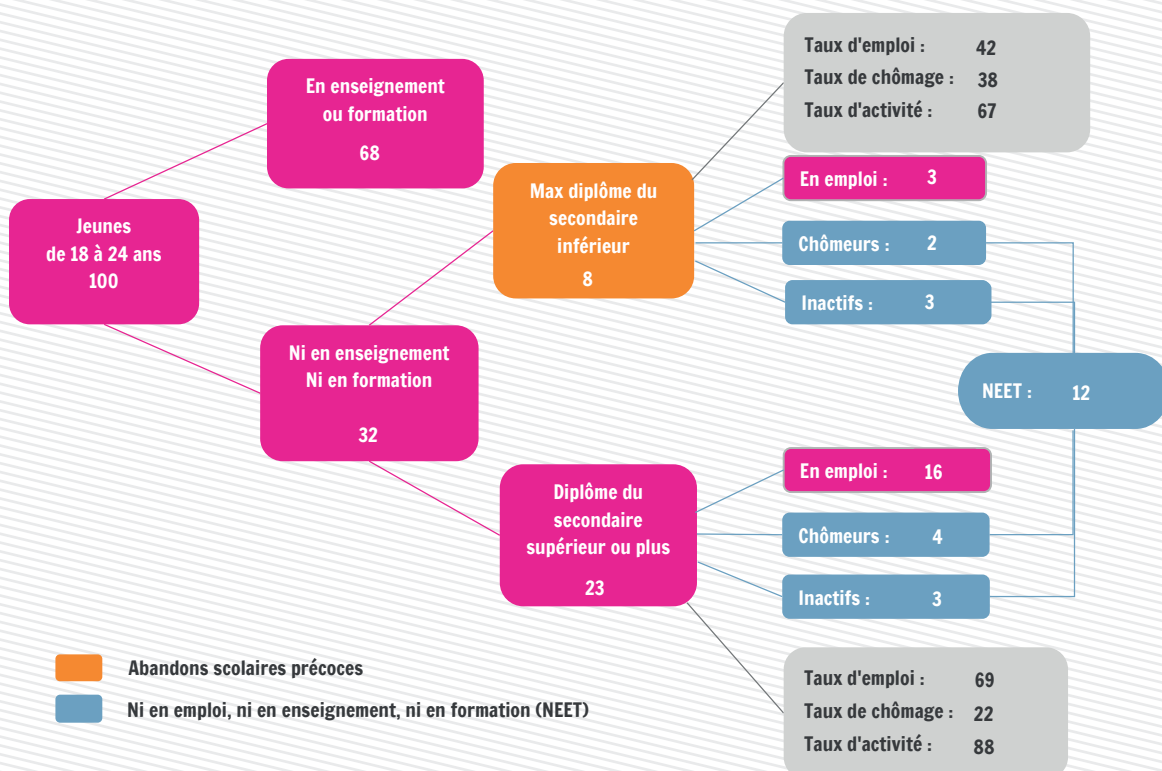 Jeunes
de 18 à 24 ans
100
En enseignement
ou formation
68
Ni en enseignement
Ni en formation
32
Max diplôme du
secondaire
inférieur
8
Diplôme du
secondaire
supérieur ou plus
23
Taux d'emploi : 42
Taux de chômage : 38
Taux d'activité : 67
En emploi : 3
Chômeurs : 2
Inactifs : 3
NEET : 12
En emploi : 16
Chômeurs : 4
Inactifs : 3
Taux d'emploi : 69
Taux de chômage : 22
Taux d'activité : 88
Abandons scolaires précoces
Ni en emploi, ni en enseignement, ni en formation (NEET)